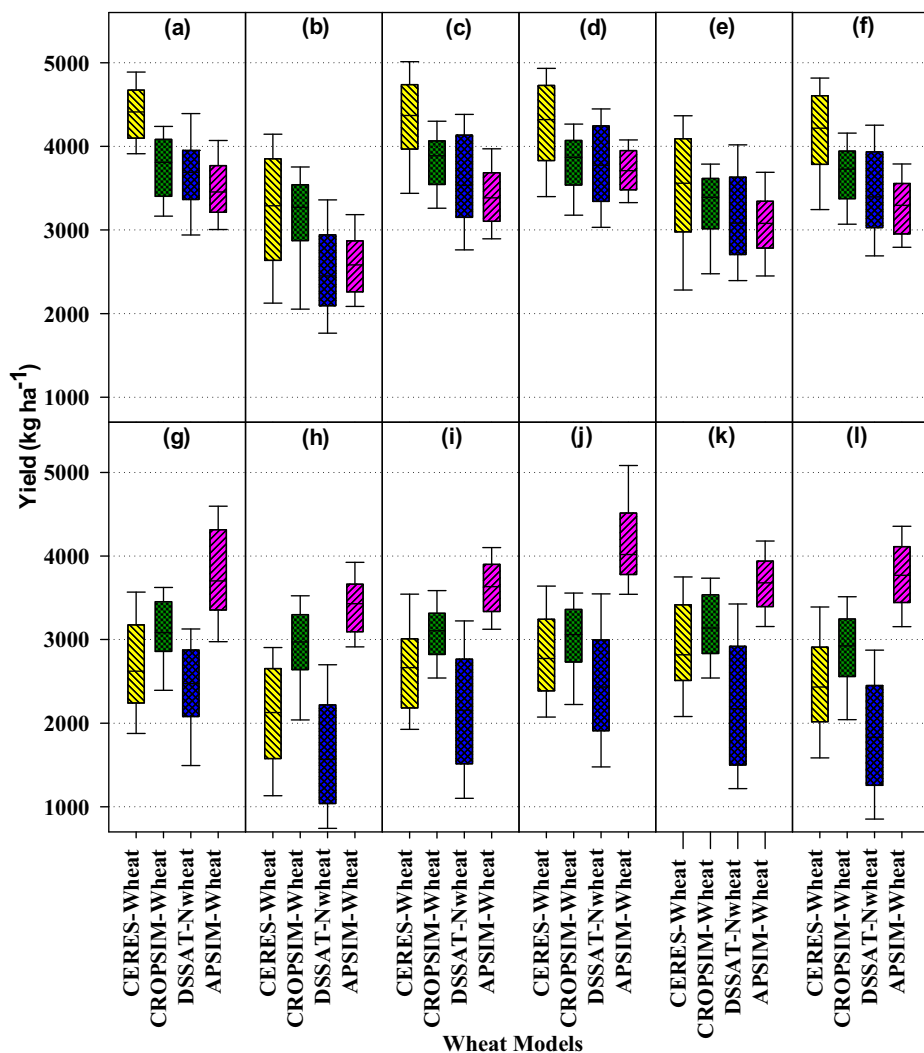 (a) (b) (c) (d) (e) (f)
5000
4000
3000
2000
1000
Yield (kg ha⁻¹)
(g) (h) (i) (j) (k) (l)
5000
4000
3000
2000
1000
CERES-Wheat CROPSIM-Wheat DSSAT-Nwheat APSIM-Wheat CERES-Wheat CROPSIM-Wheat DSSAT-Nwheat APSIM-Wheat CERES-Wheat CROPSIM-Wheat DSSAT-Nwheat APSIM-Wheat CERES-Wheat CROPSIM-Wheat DSSAT-Nwheat APSIM-Wheat CERES-Wheat CROPSIM-Wheat DSSAT-Nwheat APSIM-Wheat CERES-Wheat CROPSIM-Wheat DSSAT-Nwheat APSIM-Wheat
Wheat Models